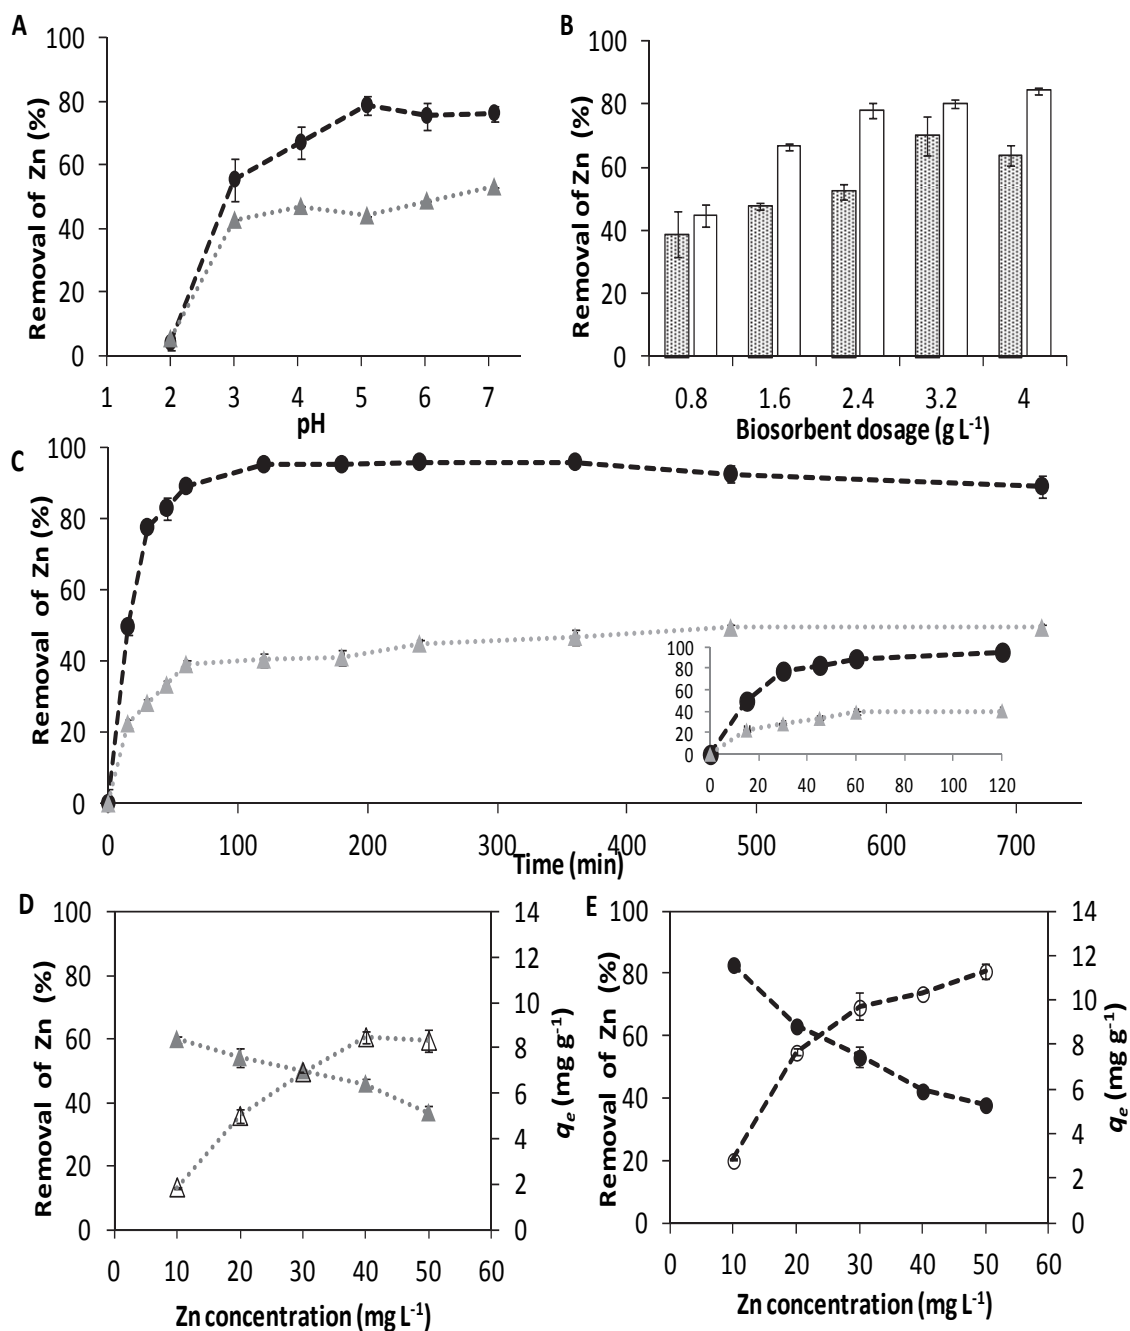 A
Removal of Zn (%)
100
80
60
40
20
0
1 2 3 4 5 6 7
pH
B
Removal of Zn (%)
100
80
60
40
20
0
0.8 1.6 2.4 3.2 4
Biosorbent dosage (g L-1)
C
Removal of Zn (%)
100
80
60
40
20
0
0 100 200 300 400 500 600 700
Time (min)
100
80
60
40
20
0
0 20 40 60 80 100 120
D
Removal of Zn (%)
100
80
60
40
20
0
0 10 20 30 40 50 60
Zn concentration (mg L-1)
14
12
10
8
6
4
2
0
qe (mg g-1)
E
Removal of Zn (%)
100
80
60
40
20
0
0 10 20 30 40 50 60
Zn concentration (mg L-1)
14
12
10
8
6
4
2
0
qe (mg g-1)